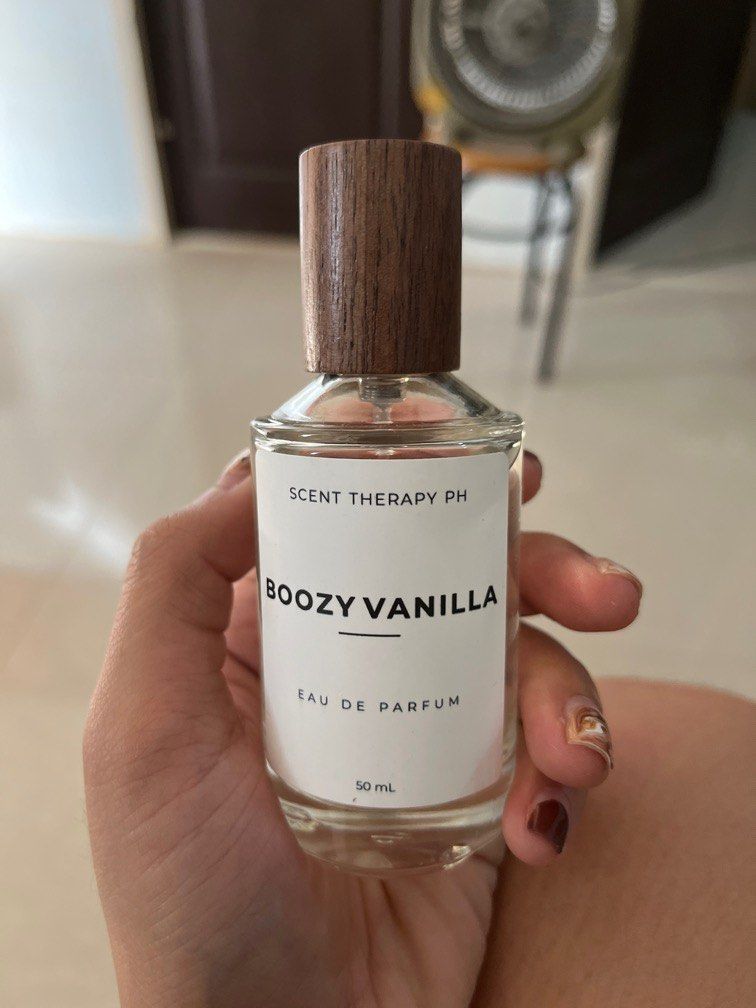 SCENT THERAPY PH
BOOZY VANILLA
EAU DE PARFUM
50 mL